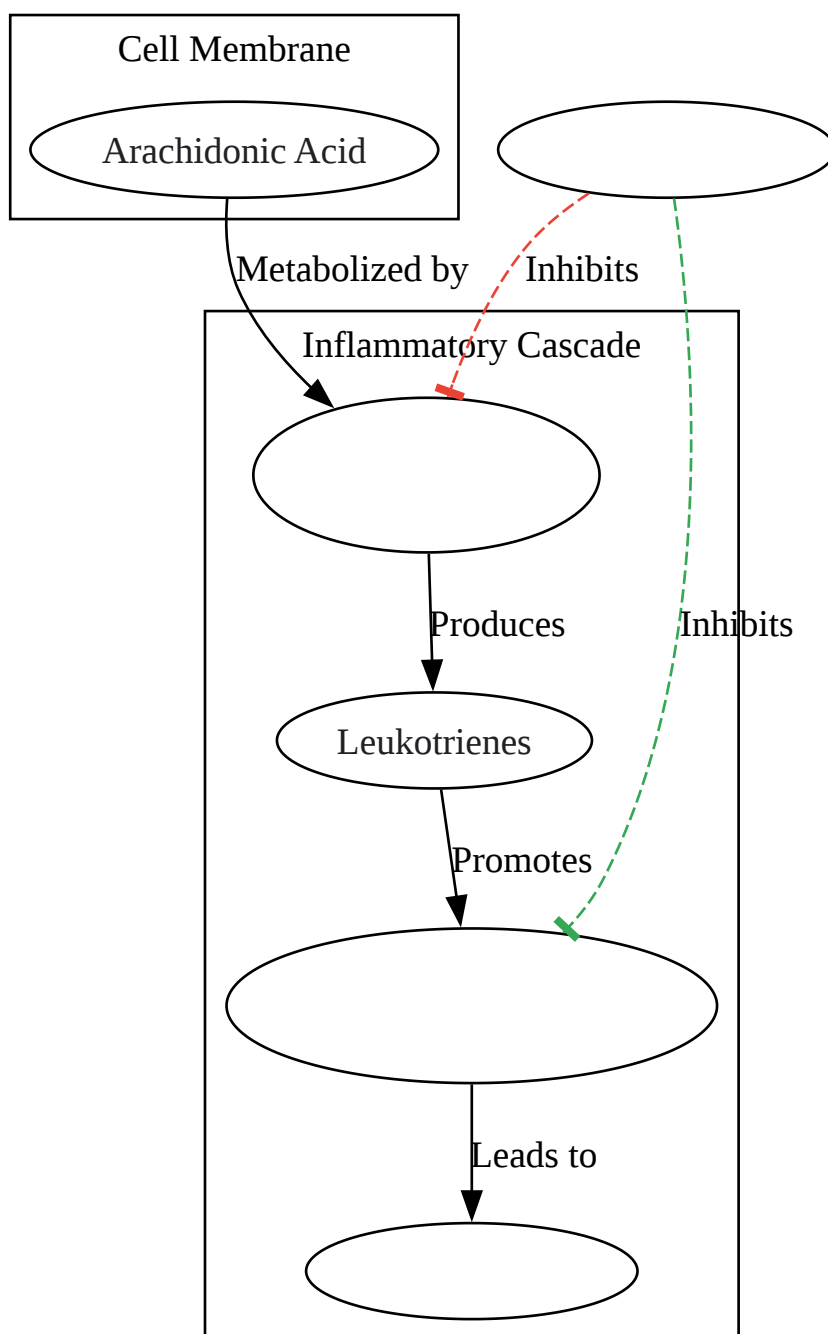 Cell Membrane
Arachidonic Acid
Metabolized by
Inhibits
Inflammatory Cascade
Produces
Inhibits
Leukotrienes
Promotes
Leads to